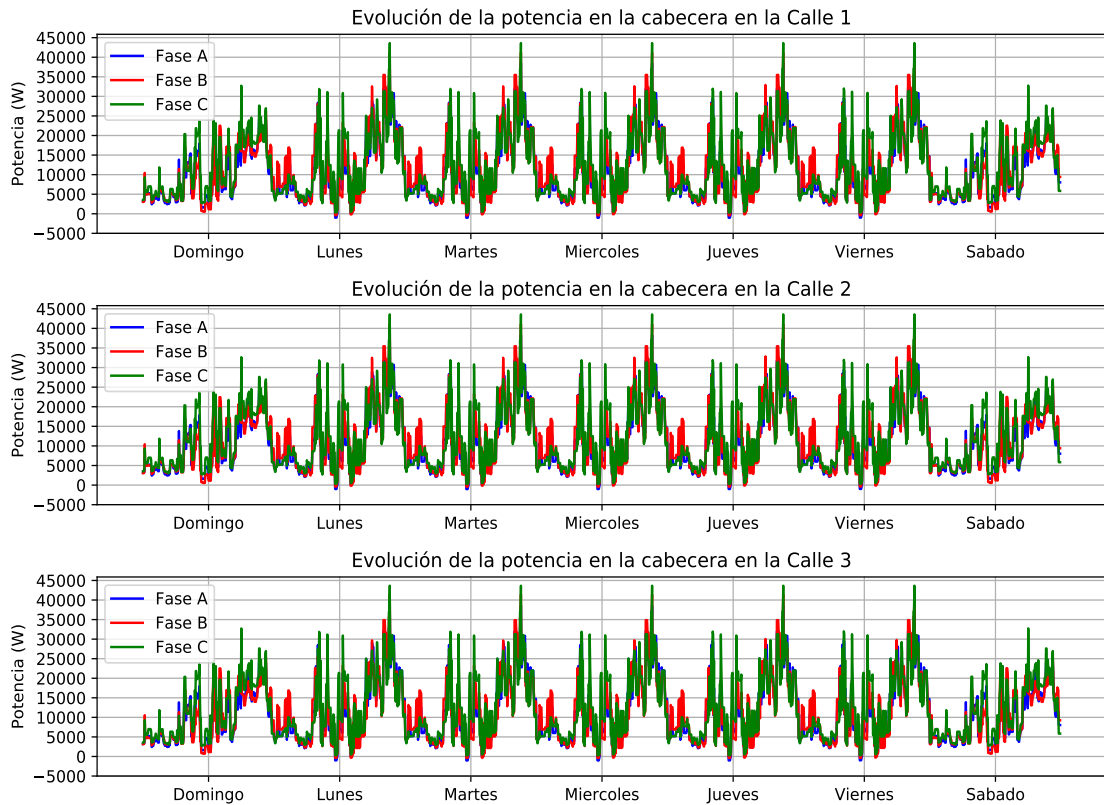 Evolución de la potencia en la cabecera en la Calle 1
Potencia (W)
45000
40000
35000
30000
25000
20000
15000
10000
5000
0
−5000
Fase A
Fase B
Fase C
Domingo Lunes Martes Miercoles Jueves Viernes Sabado
Evolución de la potencia en la cabecera en la Calle 2
Potencia (W)
45000
40000
35000
30000
25000
20000
15000
10000
5000
0
−5000
Fase A
Fase B
Fase C
Domingo Lunes Martes Miercoles Jueves Viernes Sabado
Evolución de la potencia en la cabecera en la Calle 3
Potencia (W)
45000
40000
35000
30000
25000
20000
15000
10000
5000
0
−5000
Fase A
Fase B
Fase C
Domingo Lunes Martes Miercoles Jueves Viernes Sabado